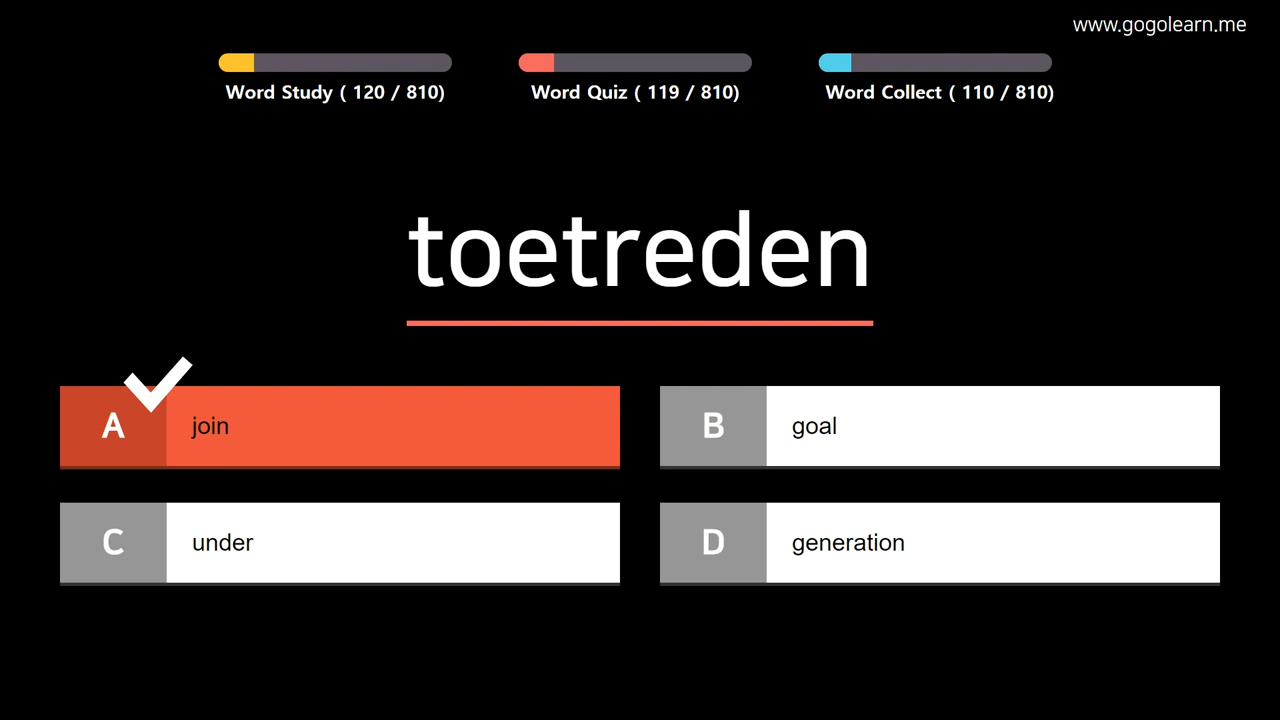 www.gogolearn.me
Word Study ( 120 / 810)
Word Quiz ( 119 / 810)
Word Collect ( 110 / 810)
toetreden
A join
B goal
C under
D generation